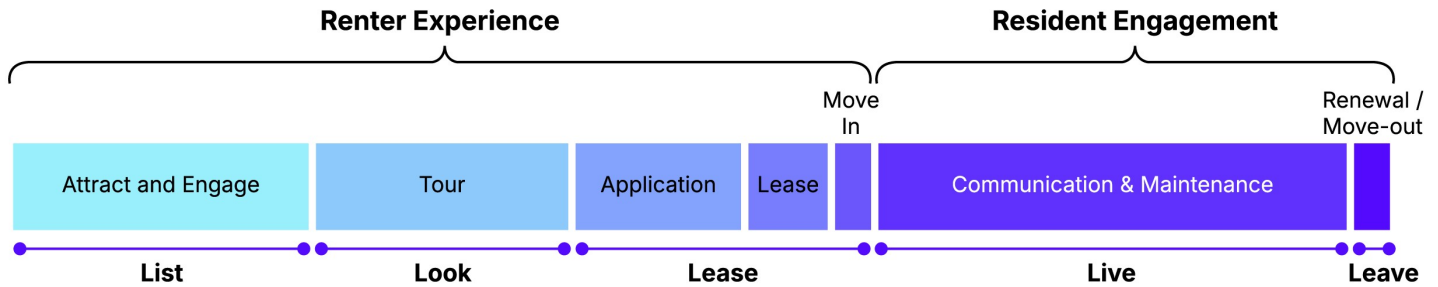 Renter Experience
Resident Engagement
Move
In
Renewal /
Move-out
Attract and Engage
Tour
Application
Lease
Communication & Maintenance
List
Look
Lease
Live
Leave